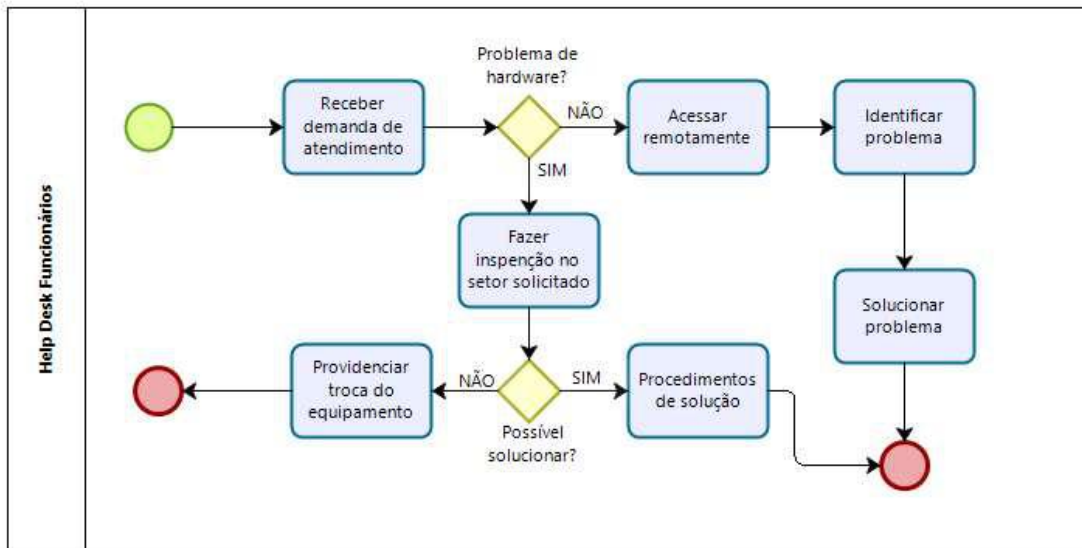 Help Desk Funcionários
Problema de
hardware?
Receber
demanda de
atendimento
NÃO
Acessar
remotamente
Identificar
problema
SIM
Fazer
inspenção no
setor solicitado
Solucionar
problema
Providenciar
troca do
equipamento
NÃO
SIM
Procedimentos
de solução
Possível
solucionar?